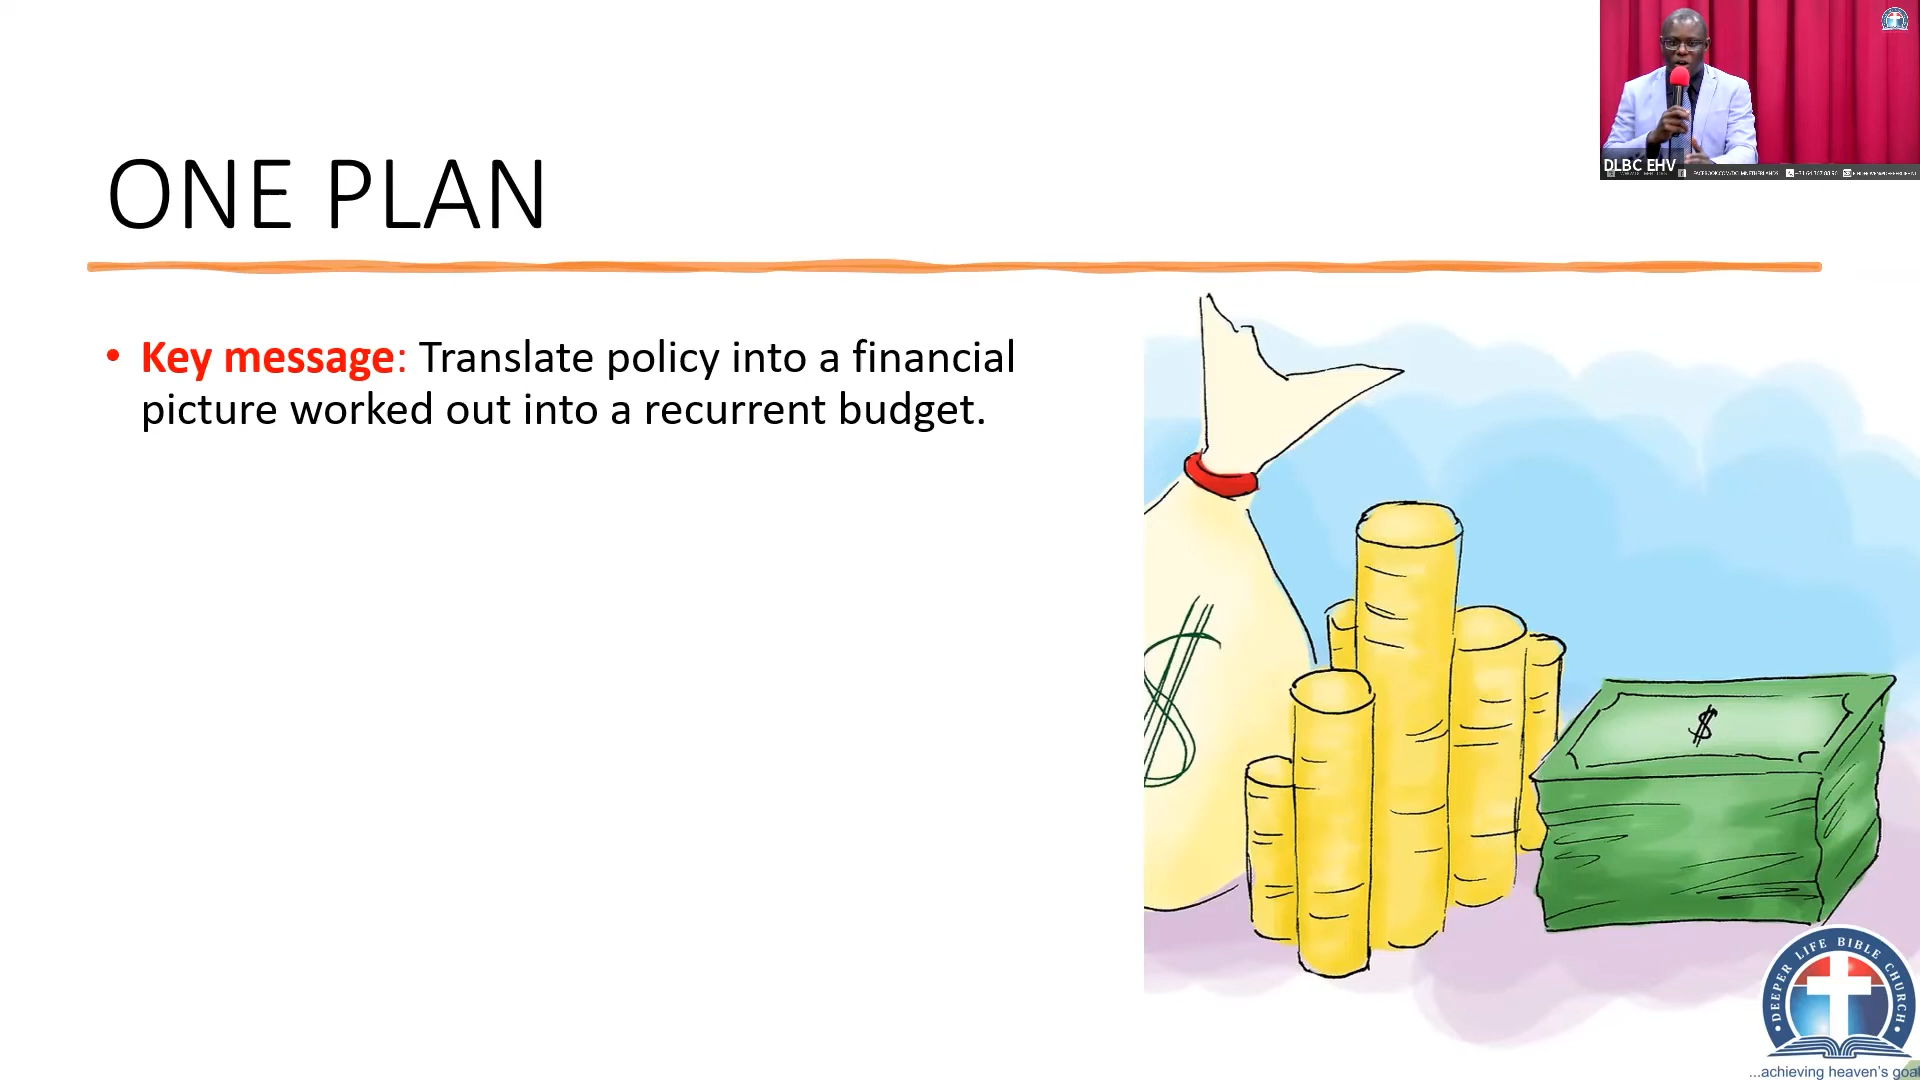 ONE PLAN
• Key message: Translate policy into a financial
picture worked out into a recurrent budget.
DLBC EHV
$
$
DEEPER LIFE BIBLE CHURCH
...achieving heaven's goal